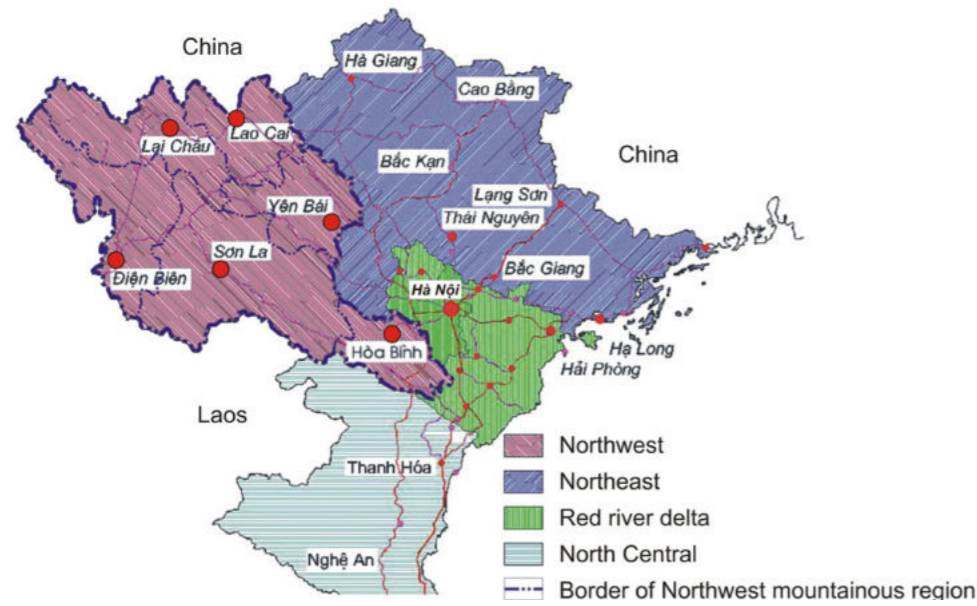 China
Hà Giang
Cao Bằng
Lai Châu
Lao Cai
Bắc Kạn
China
Lạng Sơn
Yên Bái
Thái Nguyên
Điện Biên
Sơn La
Bắc Giang
Hà Nội
Hòa Bình
Hạ Long
Hải Phòng
Laos
Thanh Hóa
Nghệ An
Northwest
Northeast
Red river delta
North Central
Border of Northwest mountainous region